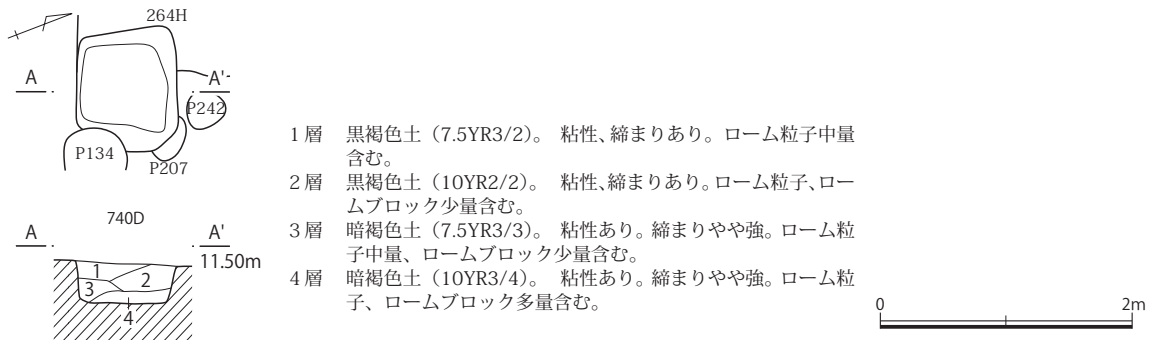 264H
A
A'
P242
P134
P207
740D
A
A'
11.50m
1
2
3
4
1層 黒褐色土（7.5YR3/2）。 粘性、締まりあり。ローム粒子中量
含む。
2層 黒褐色土（10YR2/2）。 粘性、締まりあり。ローム粒子、ロー
ムブロック少量含む。
3層 暗褐色土（7.5YR3/3）。 粘性あり。締まりやや強。ローム粒
子中量、ロームブロック少量含む。
4層 暗褐色土（10YR3/4）。 粘性あり。締まりやや強。ローム粒
子、ロームブロック多量含む。
0 2m